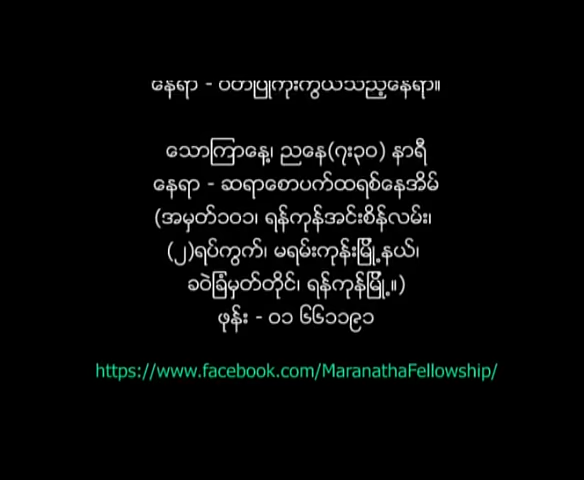 နေရာ - ဝတ်ပြုကိုးကွယ်သည့်နေရာ။
သောကြာနေ့၊ ညနေ(၇း၃၀) နာရီ
နေရာ - ဆရာစောပက်ထရစ်နေအိမ်
(အမှတ်၁၀၁၊ ရန်ကုန်အင်းစိန်လမ်း၊
(၂)ရပ်ကွက်၊ မရမ်းကုန်းမြို့နယ်၊
ခဝဲခြံမှတ်တိုင်၊ ရန်ကုန်မြို့။)
ဖုန်း - ၀၁ ၆၆၁၁၉၁
https://www.facebook.com/MaranathaFellowship/